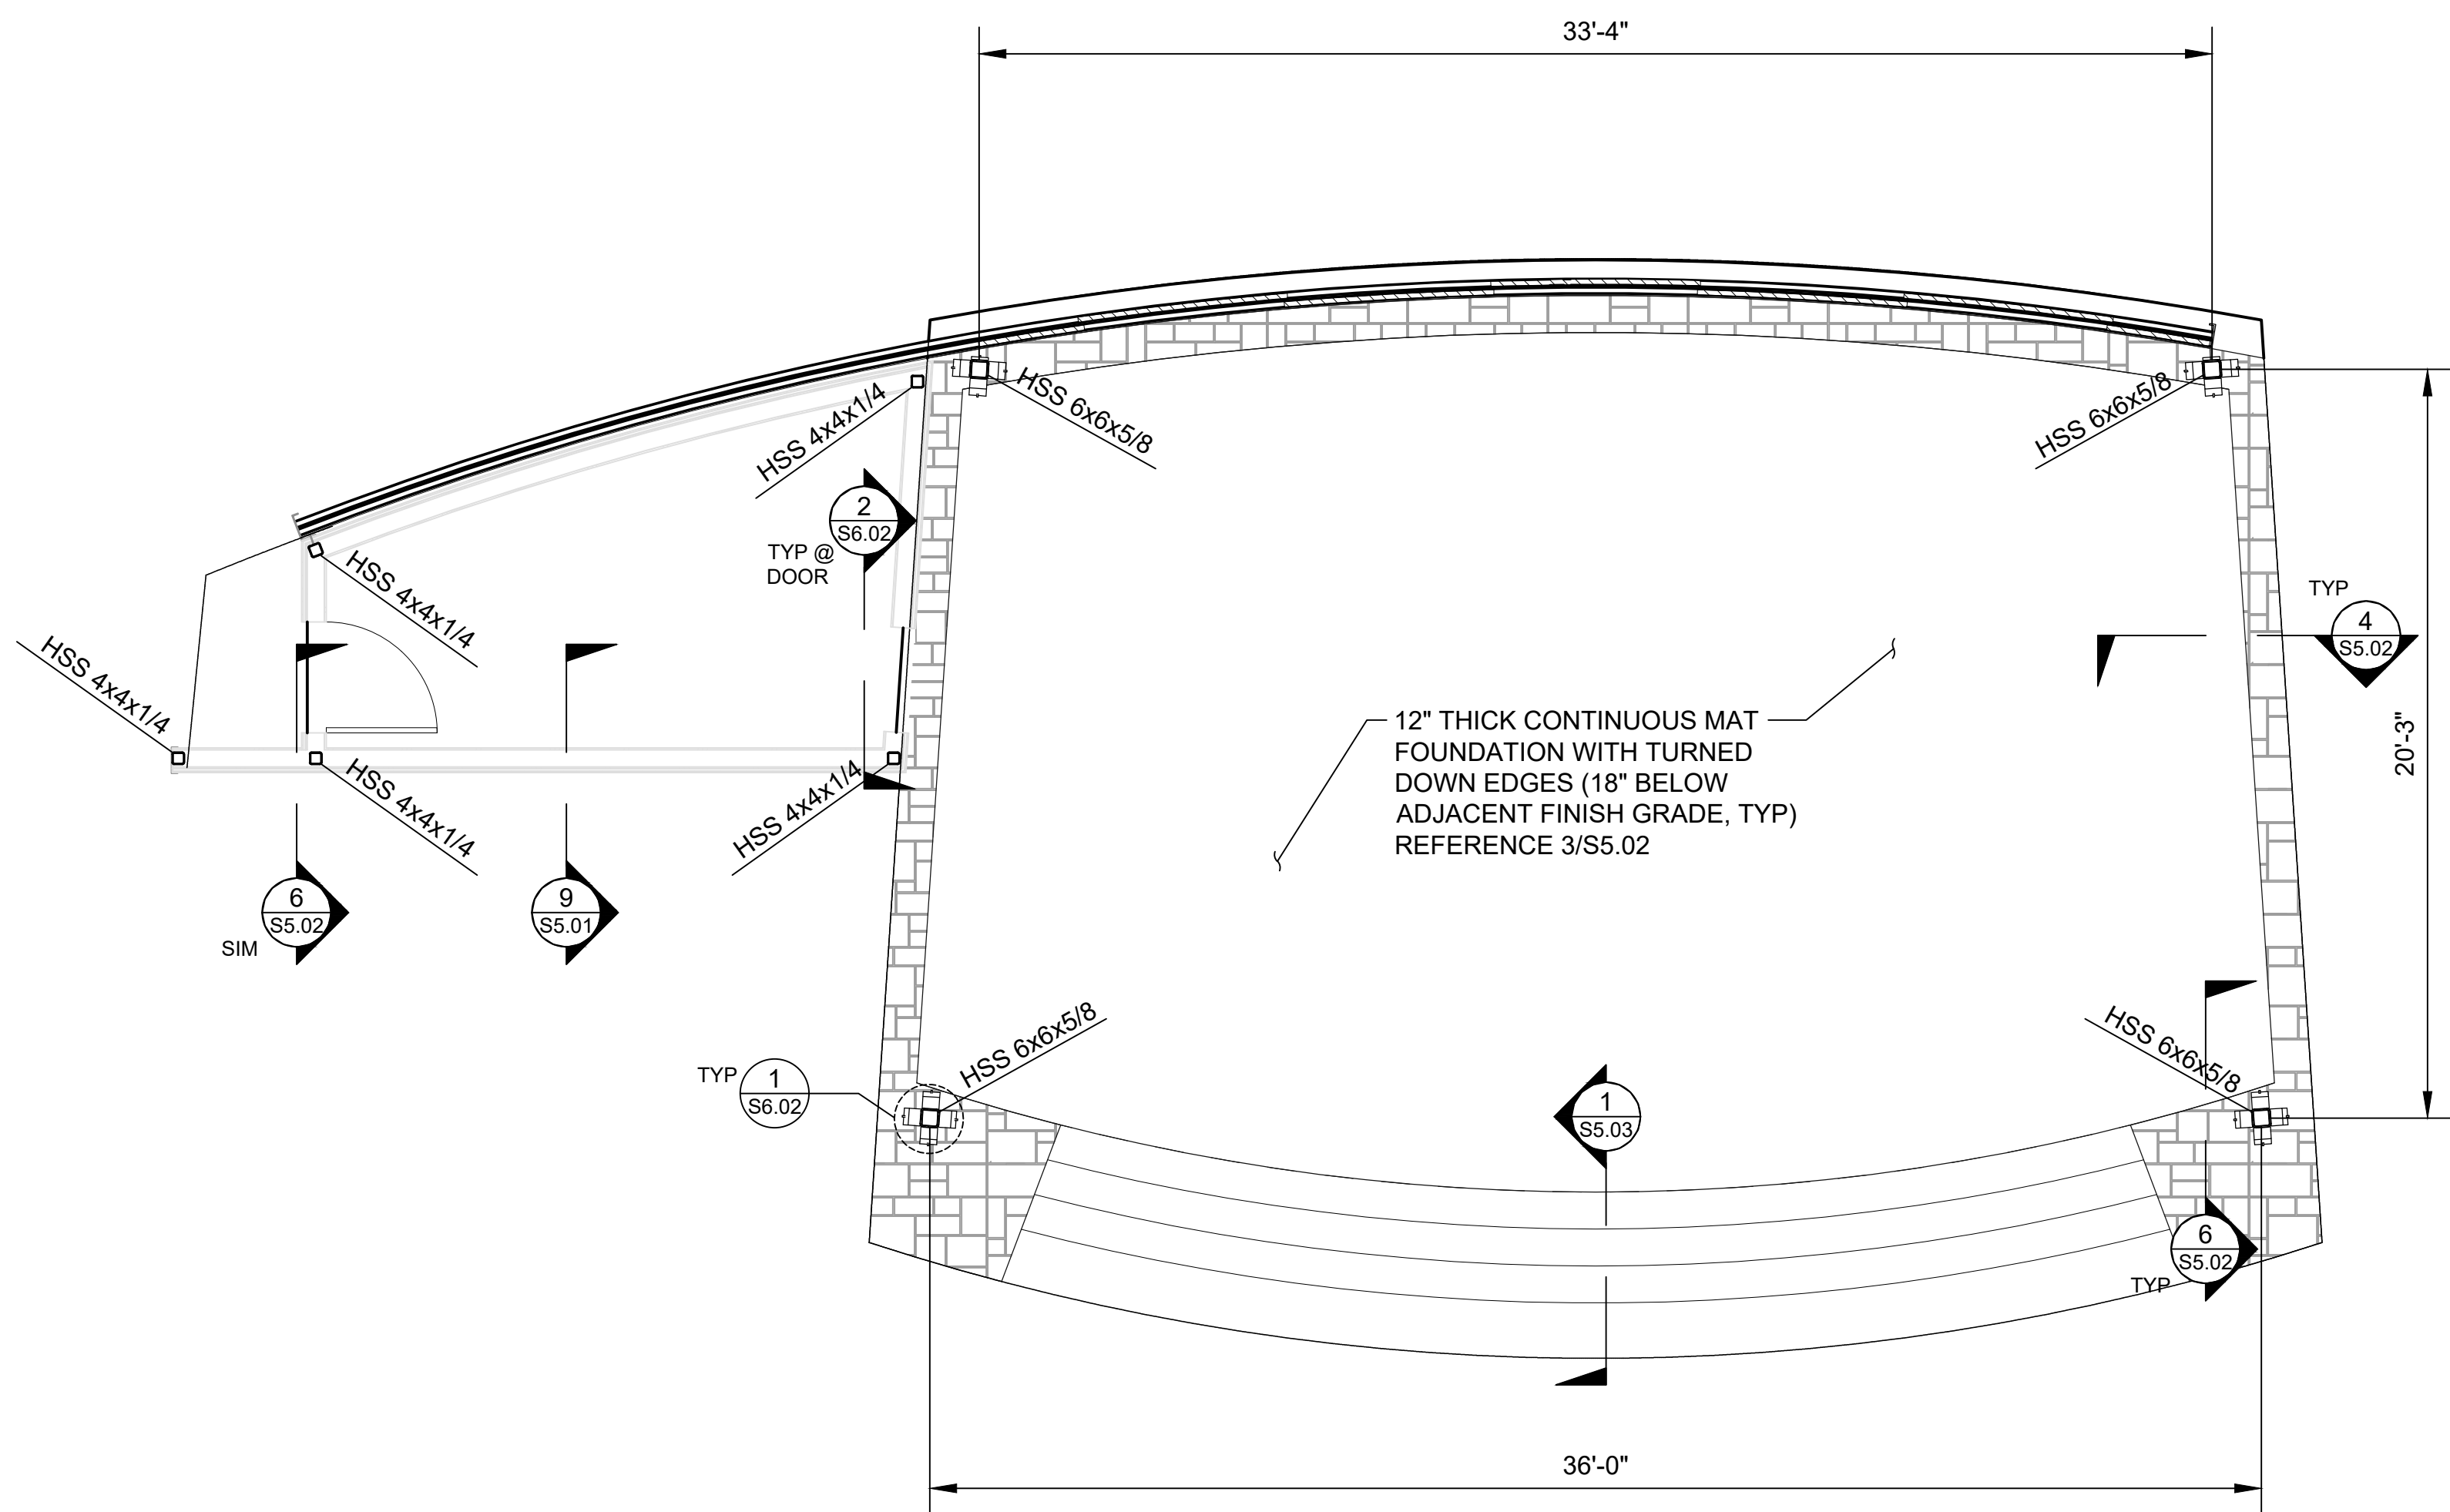 33'-4"
HSS 4x4x1/4
HSS 6x6x5/8
HSS 6x6x5/8
2
S6.02
TYP @
DOOR
HSS 4x4x1/4
HSS 4x4x1/4
TYP
4
S5.02
12" THICK CONTINUOUS MAT
FOUNDATION WITH TURNED
DOWN EDGES (18" BELOW
ADJACENT FINISH GRADE, TYP)
REFERENCE 3/S5.02
20'-3"
HSS 4x4x1/4
HSS 4x4x1/4
6
S5.02
SIM
9
S5.01
HSS 6x6x5/8
HSS 6x6x5/8
TYP
1
S6.02
1
S5.03
6
S5.02
TYP
36'-0"